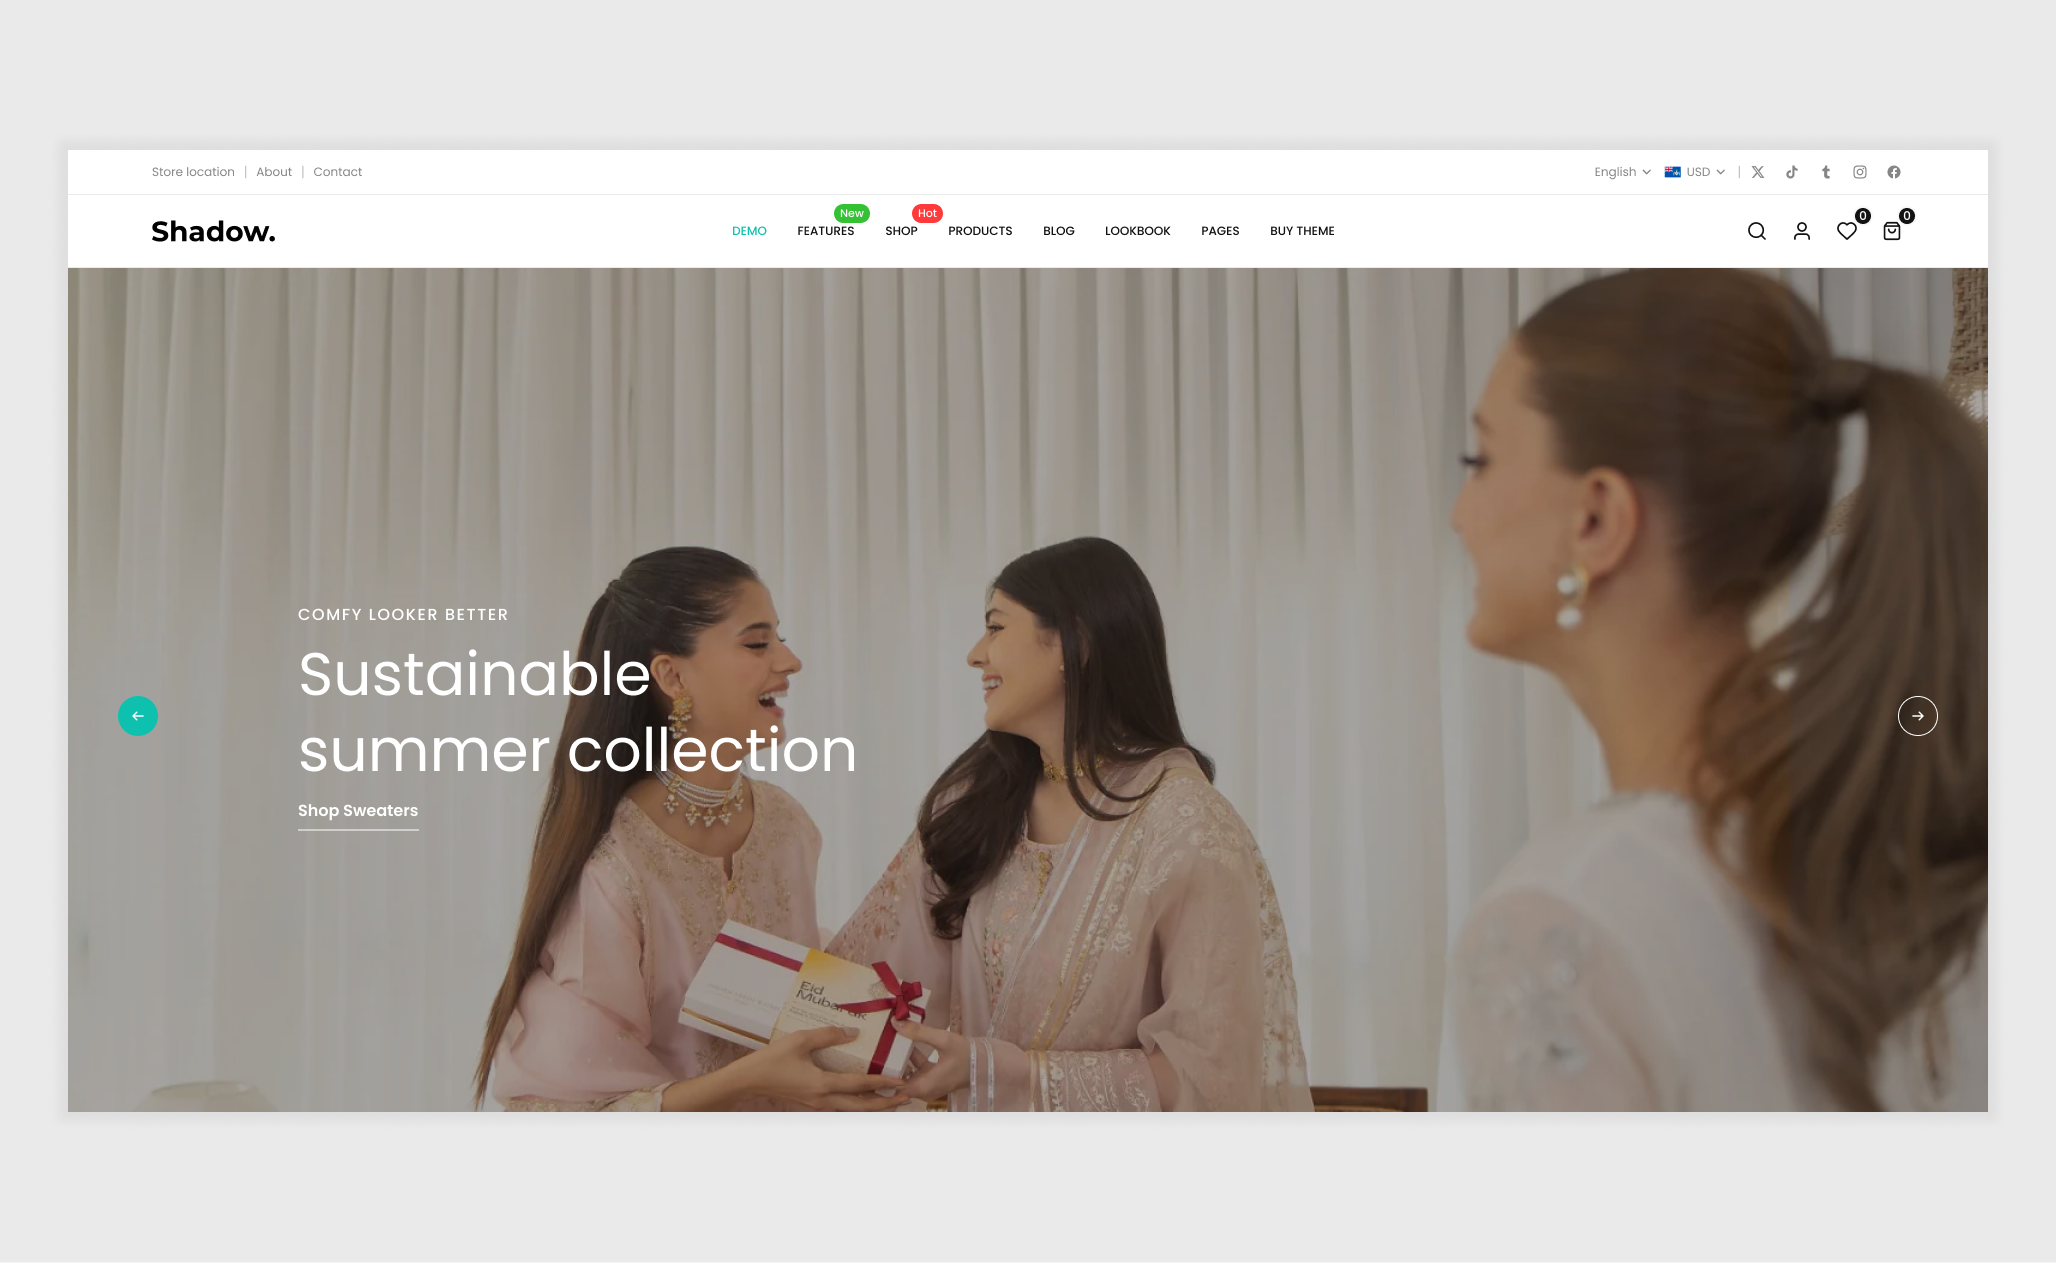 Store location | About | Contact
English USD
Shadow.
New Hot
DEMO FEATURES SHOP PRODUCTS BLOG LOOKBOOK PAGES BUY THEME
0 0
COMFY LOOKER BETTER
Sustainable
summer collection
Shop Sweaters
Eid
Mubarak